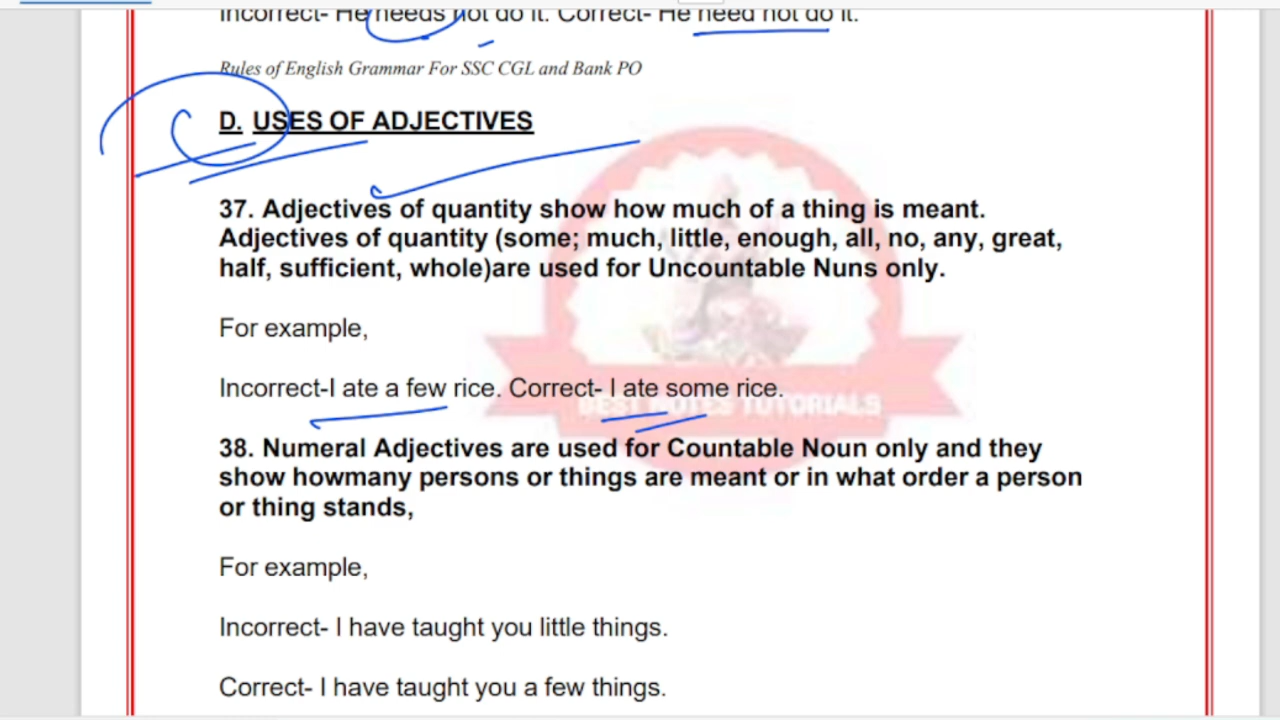 Incorrect- He needs not do it. Correct- He need not do it.
Rules of English Grammar For SSC CGL and Bank PO
D. USES OF ADJECTIVES
37. Adjectives of quantity show how much of a thing is meant.
Adjectives of quantity (some; much, little, enough, all, no, any, great,
half, sufficient, whole)are used for Uncountable Nuns only.
For example,
Incorrect-I ate a few rice. Correct- I ate some rice.
BEST NOTES TUTORIALS
38. Numeral Adjectives are used for Countable Noun only and they
show howmany persons or things are meant or in what order a person
or thing stands,
For example,
Incorrect- I have taught you little things.
Correct- I have taught you a few things.